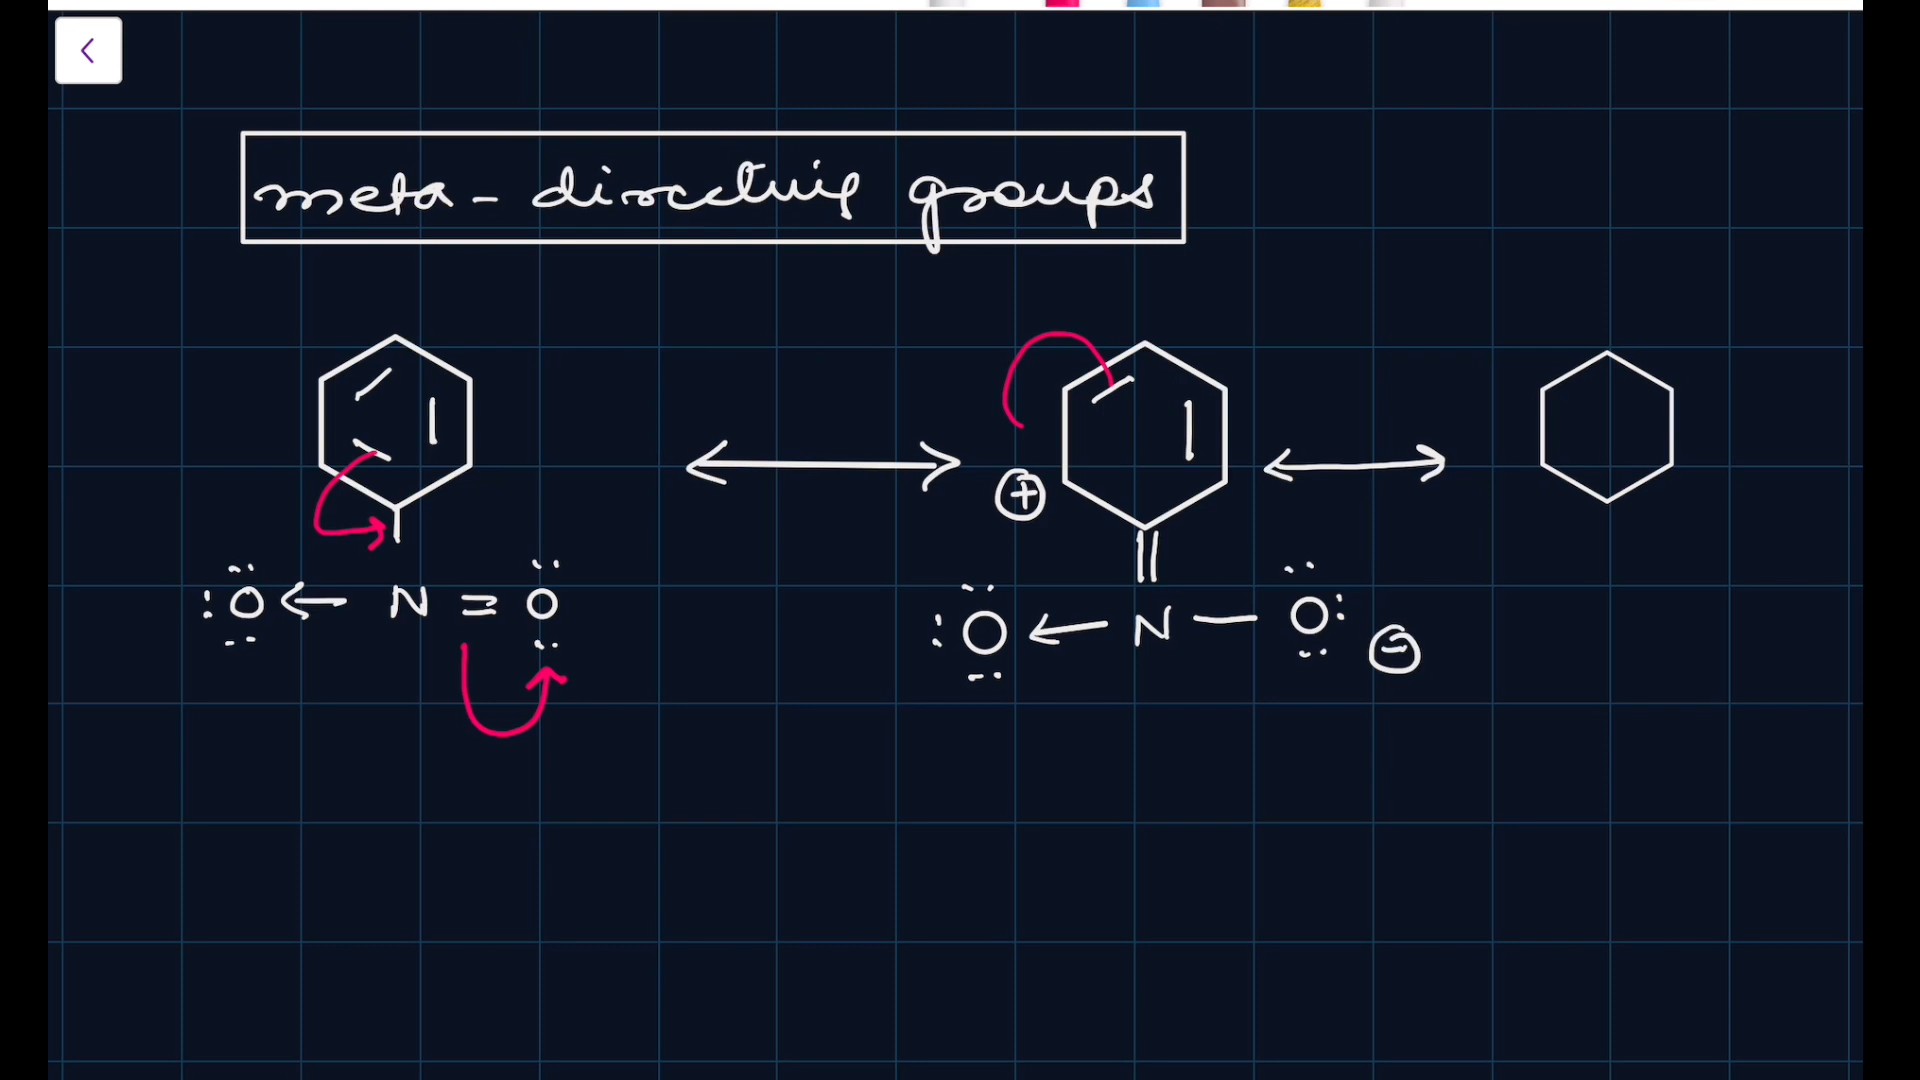 meta - directing groups
:O ← N = O
⊕
:O ← N — O: ⊖